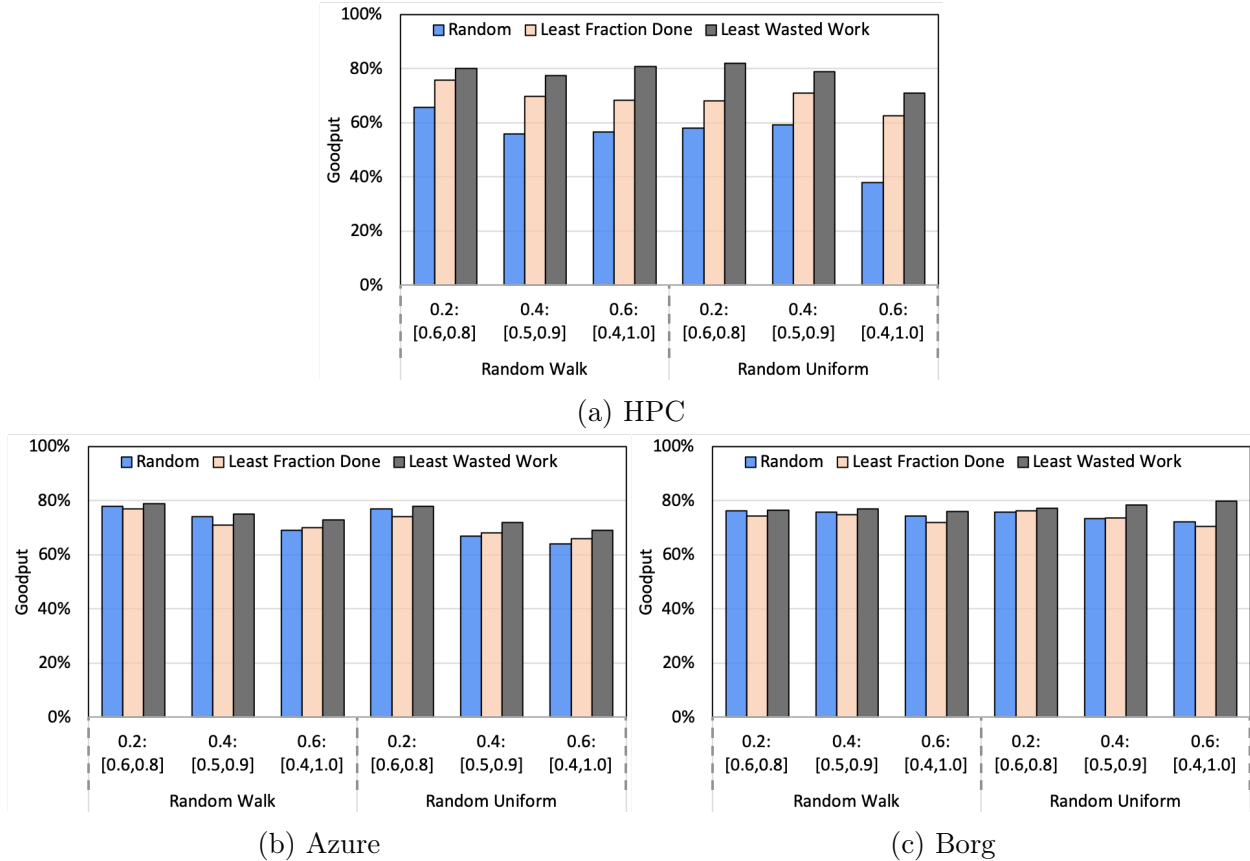 100%
Random Least Fraction Done Least Wasted Work
80%
60%
40%
20%
0%
Goodput
0.2: 0.4: 0.6: 0.2: 0.4: 0.6:
[0.6,0.8] [0.5,0.9] [0.4,1.0] [0.6,0.8] [0.5,0.9] [0.4,1.0]
Random Walk Random Uniform
(a) HPC
100%
Random Least Fraction Done Least Wasted Work
80%
60%
40%
20%
0%
Goodput
0.2: 0.4: 0.6: 0.2: 0.4: 0.6:
[0.6,0.8] [0.5,0.9] [0.4,1.0] [0.6,0.8] [0.5,0.9] [0.4,1.0]
Random Walk Random Uniform
(b) Azure
100%
Random Least Fraction Done Least Wasted Work
80%
60%
40%
20%
0%
Goodput
0.2: 0.4: 0.6: 0.2: 0.4: 0.6:
[0.6,0.8] [0.5,0.9] [0.4,1.0] [0.6,0.8] [0.5,0.9] [0.4,1.0]
Random Walk Random Uniform
(c) Borg